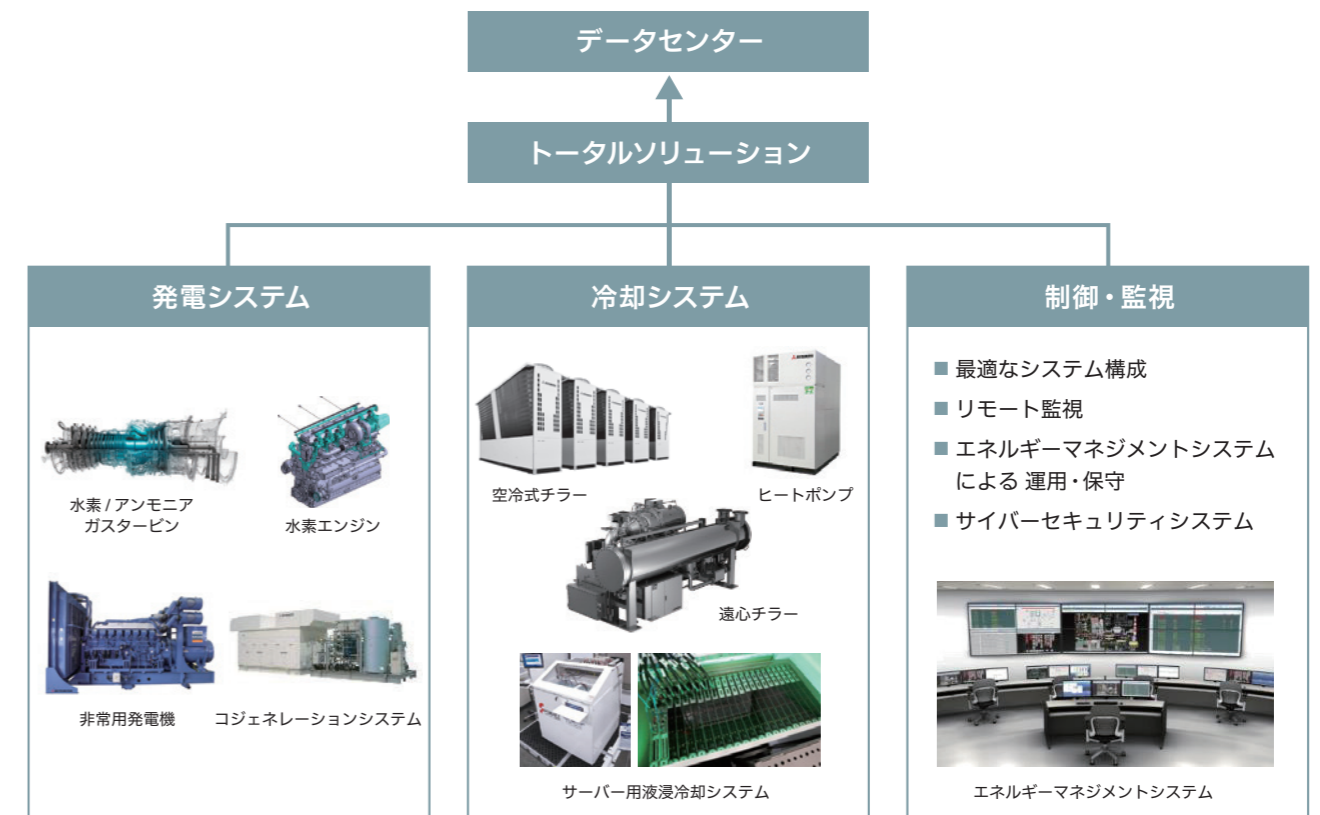 データセンター
トータルソリューション
発電システム
水素 / アンモニア
ガスタービン
水素エンジン
非常用発電機
コジェネレーションシステム
冷却システム
空冷式チラー
ヒートポンプ
遠心チラー
サーバー用液浸冷却システム
制御・監視
■ 最適なシステム構成
■ リモート監視
■ エネルギーマネジメントシステム
による 運用・保守
■ サイバーセキュリティシステム
エネルギーマネジメントシステム